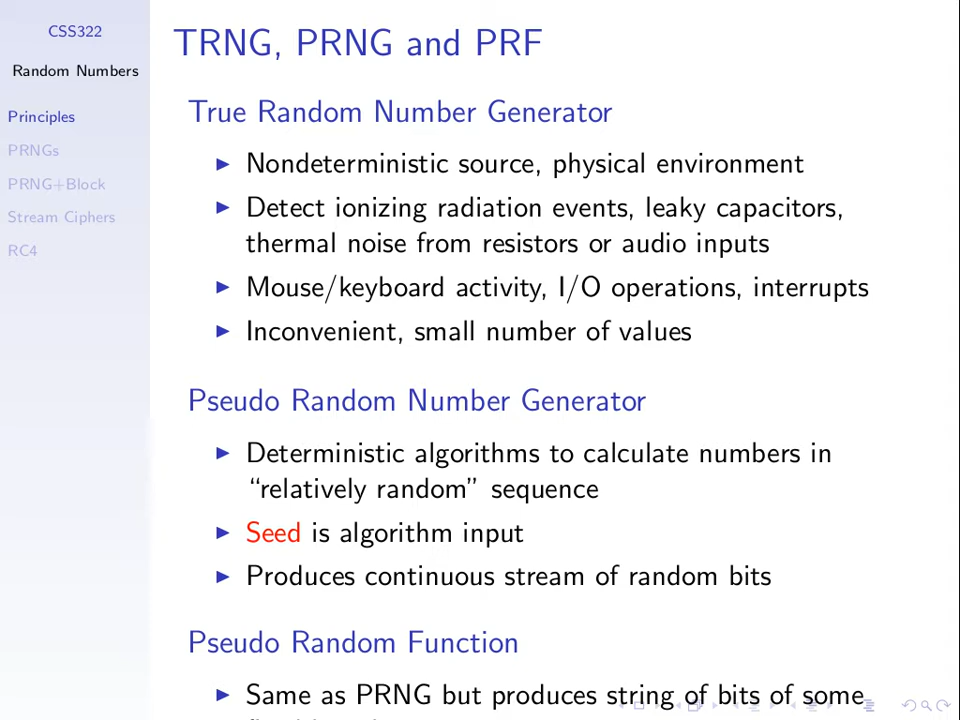 CSS322
Random Numbers
Principles
PRNGs
PRNG+Block
Stream Ciphers
RC4
TRNG, PRNG and PRF
True Random Number Generator
Nondeterministic source, physical environment
Detect ionizing radiation events, leaky capacitors,
thermal noise from resistors or audio inputs
Mouse/keyboard activity, I/O operations, interrupts
Inconvenient, small number of values
Pseudo Random Number Generator
Deterministic algorithms to calculate numbers in
“relatively random” sequence
Seed is algorithm input
Produces continuous stream of random bits
Pseudo Random Function
Same as PRNG but produces string of bits of some